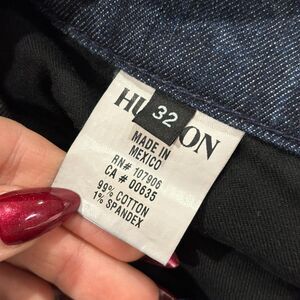 HU ON
32
MADE IN
MEXICO
RN# 107906
CA # 00635
99% COTTON
1% SPANDEX